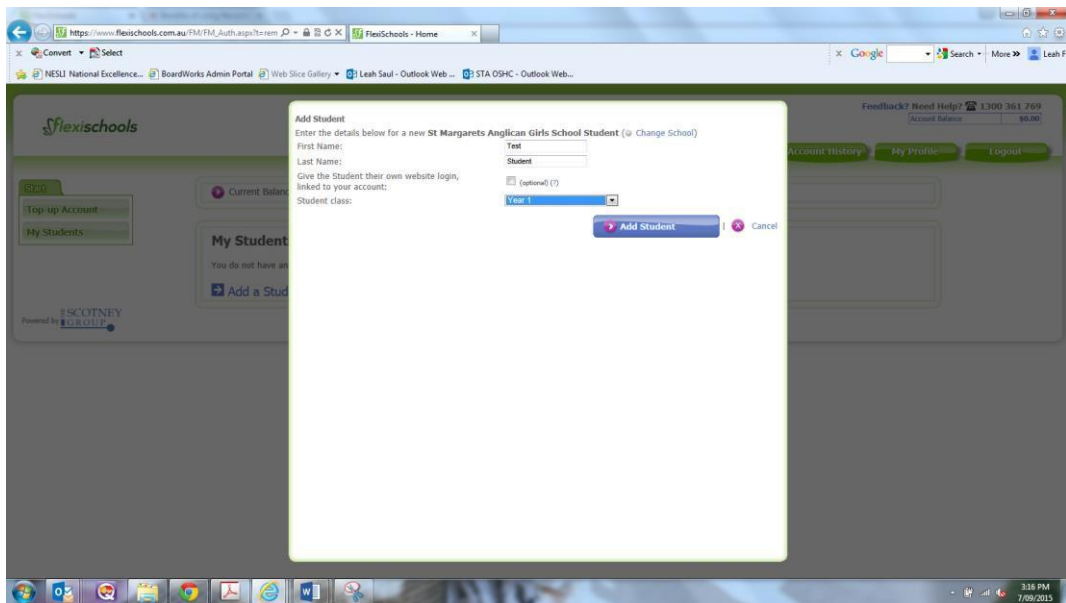 https://www.flexischools.com.au/FM/FM_Auth.aspx?t=rem
FlexiSchools - Home
Convert Select
Google Search More >> Leah F
NESLI National Excellence... BoardWorks Admin Portal Web Slice Gallery Leah Saul - Outlook Web ... STA OSHC - Outlook Web...
flexischools
Feedback? Need Help? 1300 361 769
Account Balance $0.00
Account History My Profile Logout
Top-up Account
My Students
Current Balanc
My Student
You do not have an
Add a Stud
Powered by SCOTNEY GROUP
Add Student
Enter the details below for a new St Margarets Anglican Girls School Student ( Change School)
First Name: Test
Last Name: Student
Give the Student their own website login, linked to your account: (optional) (?)
Student class: Year 1
Add Student | Cancel
3:16 PM
7/09/2015